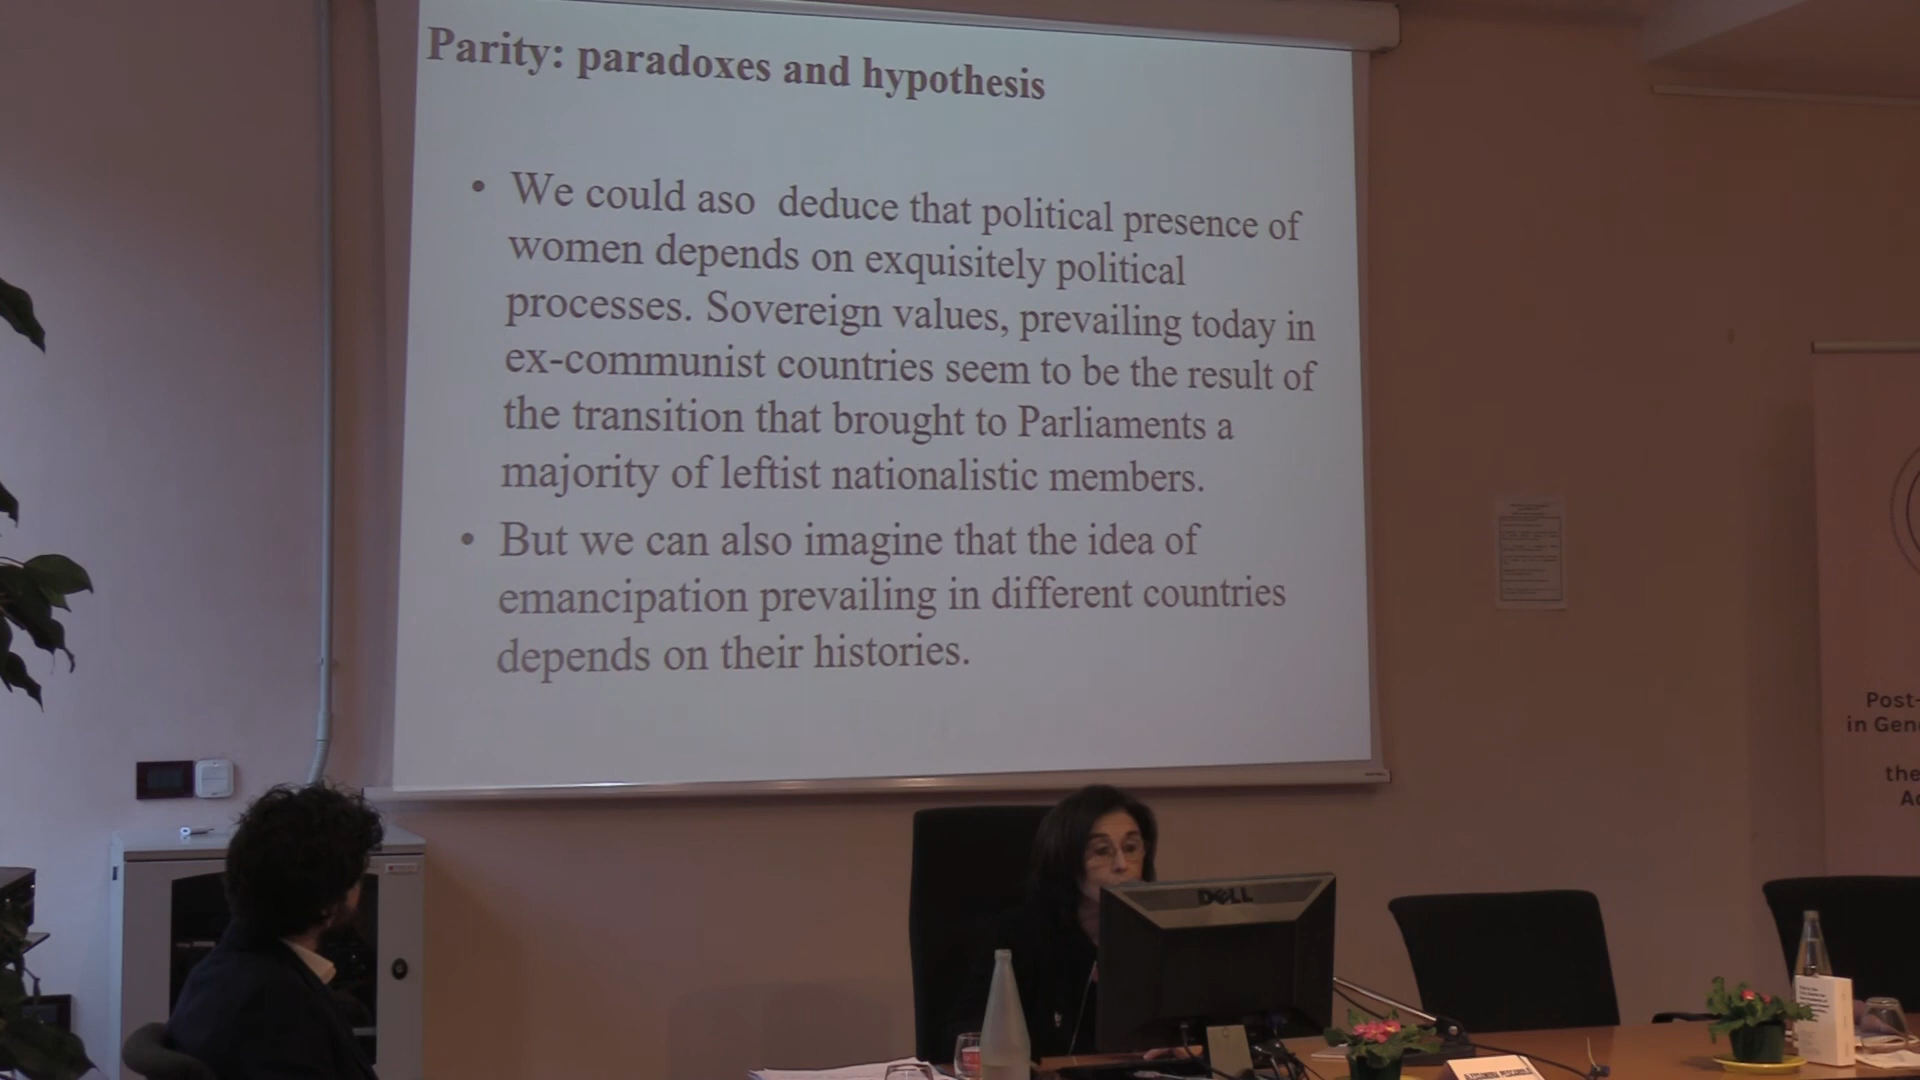 Parity: paradoxes and hypothesis
• We could aso deduce that political presence of
women depends on exquisitely political
processes. Sovereign values, prevailing today in
ex-communist countries seem to be the result of
the transition that brought to Parliaments a
majority of leftist nationalistic members.
• But we can also imagine that the idea of
emancipation prevailing in different countries
depends on their histories.
Post-
in Gen
the
DELL